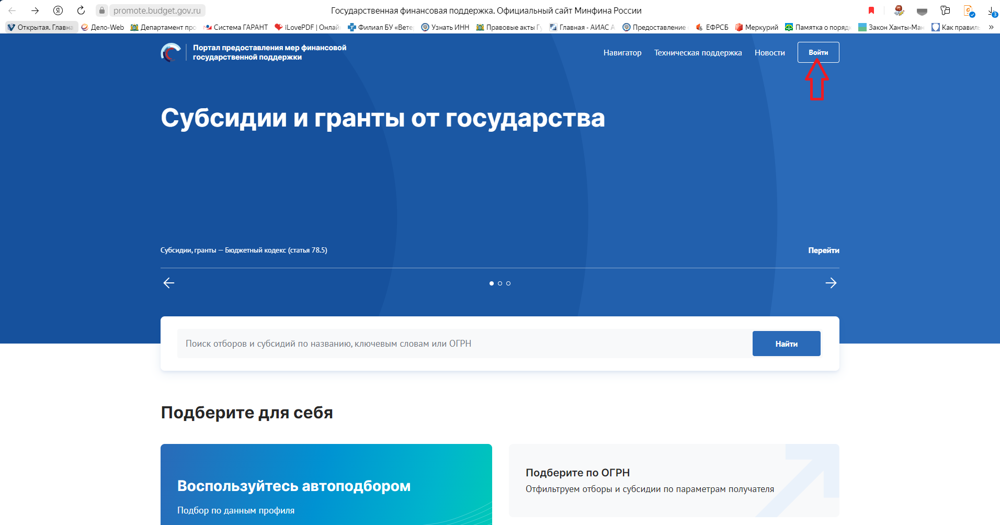 promote.budget.gov.ru
Государственная финансовая поддержка. Официальный сайт Минфина России
3
Открытая. Главна
Дело-Web
Департамент про
Система ГАРАНТ
iLovePDF | Онлай
Филиал БУ «Вете
Узнать ИНН
Правовые акты Гу
Главная - АИАС А
Предоставление
ЕФРСБ
Меркурий
Памятка о поряд
Закон Ханты-Ман
Как правиль
»
Портал предоставления мер финансовой
государственной поддержки
Навигатор
Техническая поддержка
Новости
Войти
Субсидии и гранты от государства
Субсидии, гранты — Бюджетный кодекс (статья 78.5)
Перейти
Поиск отборов и субсидий по названию, ключевым словам или ОГРН
Найти
Подберите для себя
Воспользуйтесь автоподбором
Подбор по данным профиля
Подберите по ОГРН
Отфильтруем отборы и субсидии по параметрам получателя